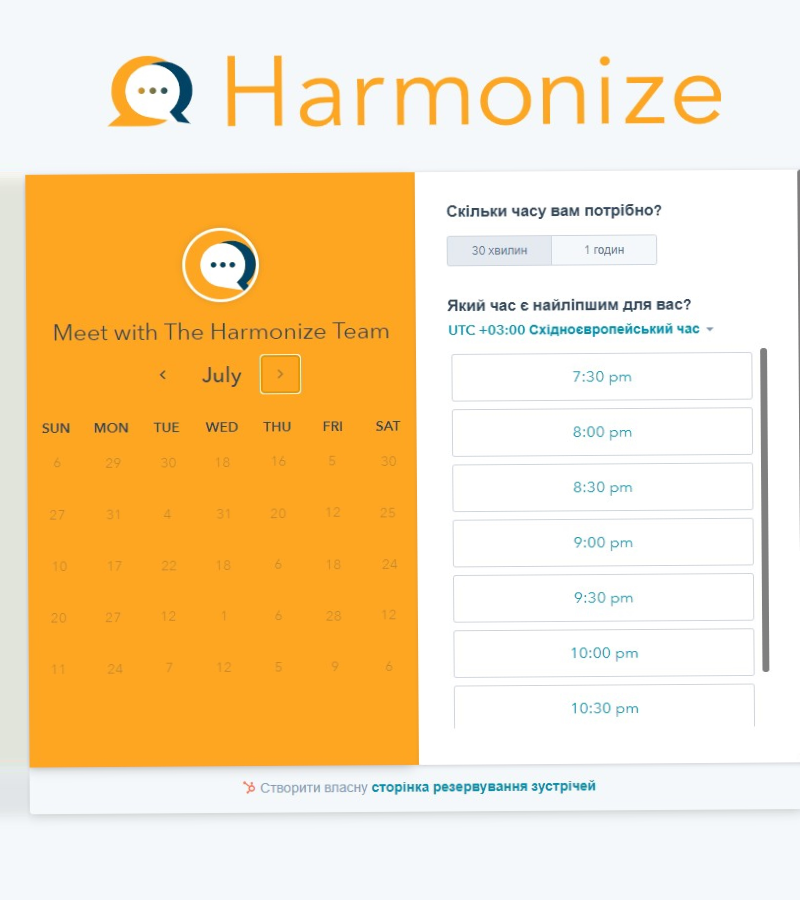 Harmonize
Meet with The Harmonize Team
July
SUN MON TUE WED THU FRI SAT
6 29 30 18 16 5 30
27 31 4 31 20 12 25
10 17 22 18 6 18 24
20 27 12 1 6 28 12
11 24 7 12 5 9 6
Скільки часу вам потрібно?
30 хвилин 1 годин
Який час є найліпшим для вас?
UTC +03:00 Східноєвропейський час
7:30 pm
8:00 pm
8:30 pm
9:00 pm
9:30 pm
10:00 pm
10:30 pm
Створити власну сторінка резервування зустрічей